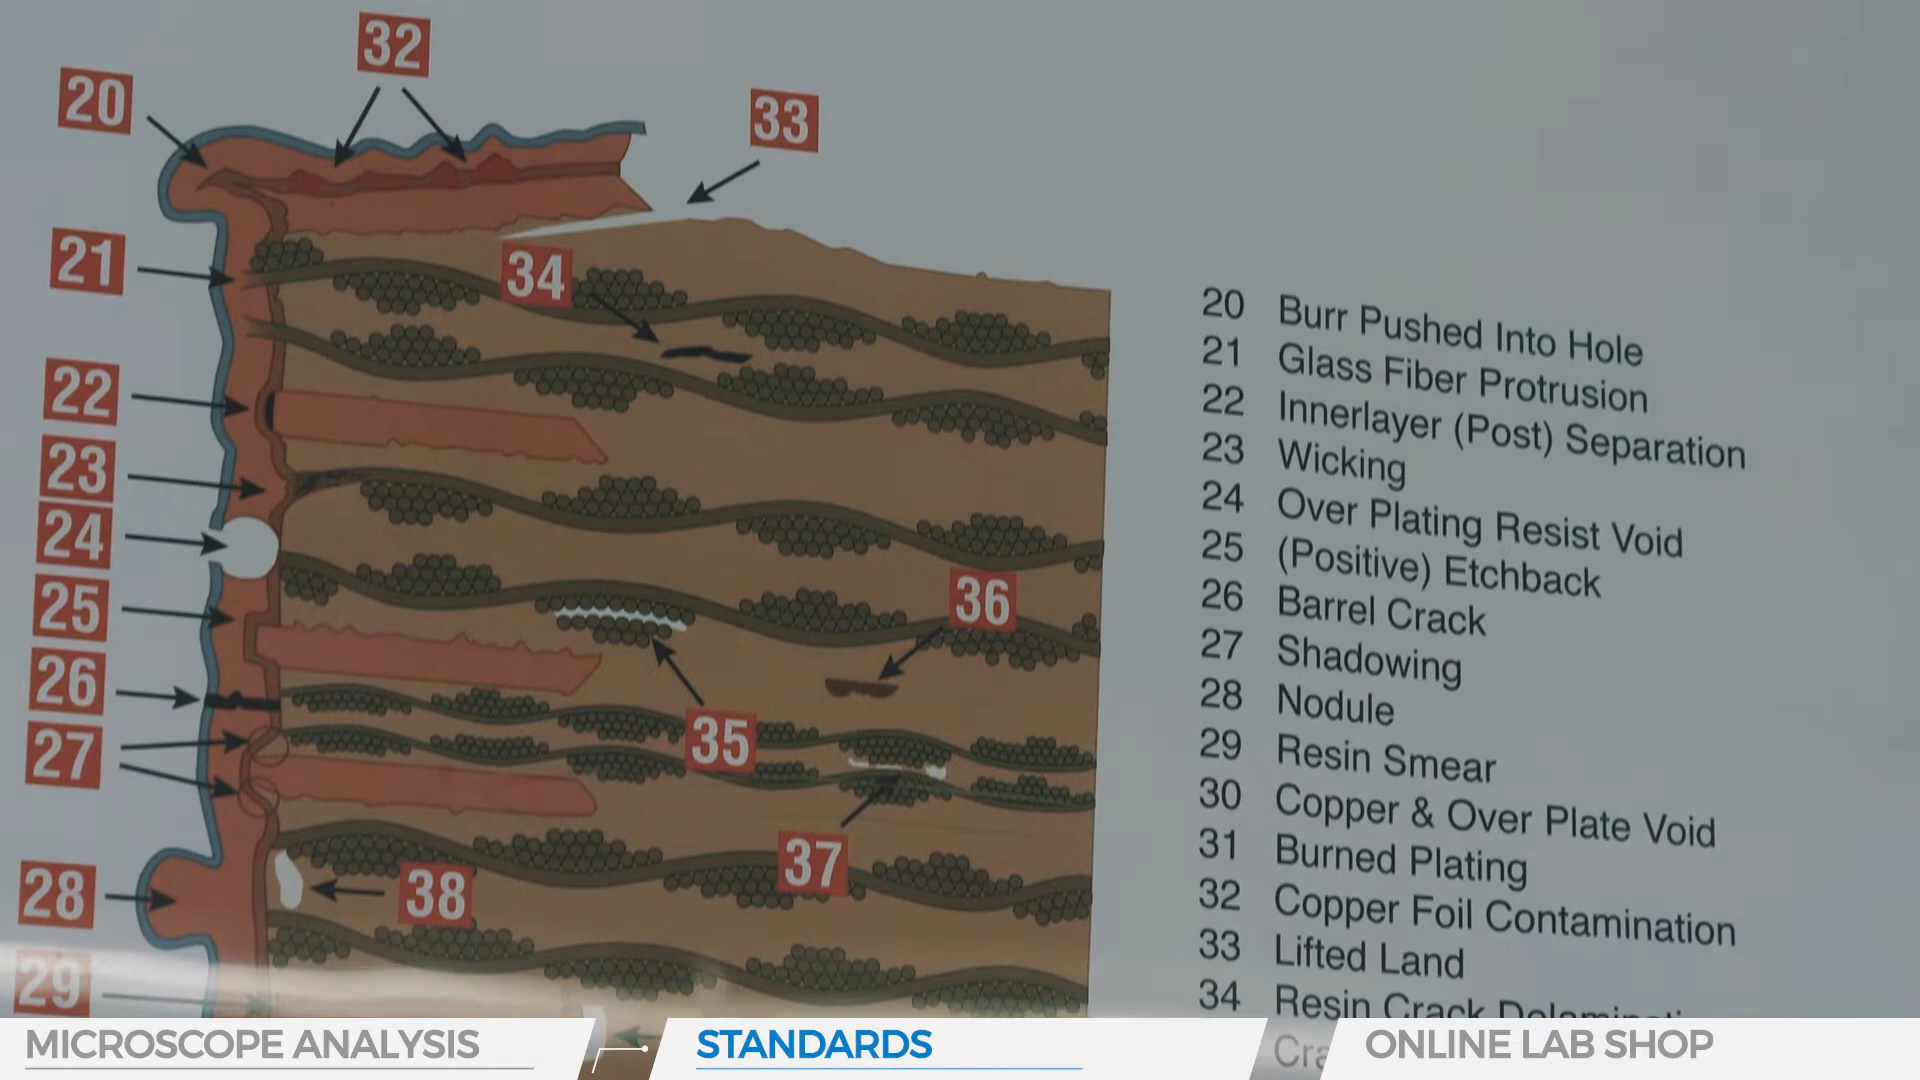 32
20
33
21
34
22
23
24
25
36
26
35
27
37
28
38
29
20 Burr Pushed Into Hole
21 Glass Fiber Protrusion
22 Innerlayer (Post) Separation
23 Wicking
24 Over Plating Resist Void
25 (Positive) Etchback
26 Barrel Crack
27 Shadowing
28 Nodule
29 Resin Smear
30 Copper & Over Plate Void
31 Burned Plating
32 Copper Foil Contamination
33 Lifted Land
34 Resin Crack
MICROSCOPE ANALYSIS
STANDARDS
ONLINE LAB SHOP